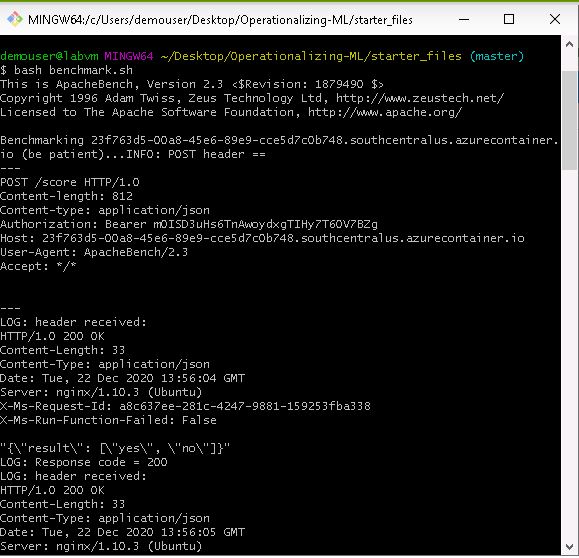 MINGW64:/c/Users/demouser/Desktop/Operationalizing-ML/starter_files
demouser@labvm MINGW64 ~/Desktop/Operationalizing-ML/starter_files (master)
$ bash benchmark.sh
This is ApacheBench, Version 2.3 <$Revision: 1879490 $>
Copyright 1996 Adam Twiss, Zeus Technology Ltd, http://www.zeustech.net/
Licensed to The Apache Software Foundation, http://www.apache.org/
Benchmarking 23f763d5-00a8-45e6-89e9-cce5d7c0b748.southcentralus.azurecontainer.
io (be patient)...INFO: POST header ==
---
POST /score HTTP/1.0
Content-length: 812
Content-type: application/json
Authorization: Bearer mOISD3uHs6TnAwoydxgTIHy7T6OV7BZg
Host: 23f763d5-00a8-45e6-89e9-cce5d7c0b748.southcentralus.azurecontainer.io
User-Agent: ApacheBench/2.3
Accept: */*
---
LOG: header received:
HTTP/1.0 200 OK
Content-Length: 33
Content-Type: application/json
Date: Tue, 22 Dec 2020 13:56:04 GMT
Server: nginx/1.10.3 (Ubuntu)
X-Ms-Request-Id: a8c637ee-281c-4247-9881-159253fba338
X-Ms-Run-Function-Failed: False
"{\"result\": [\"yes\", \"no\"]}"
LOG: Response code = 200
LOG: header received:
HTTP/1.0 200 OK
Content-Length: 33
Content-Type: application/json
Date: Tue, 22 Dec 2020 13:56:05 GMT
Server: nginx/1.10.3 (Ubuntu)